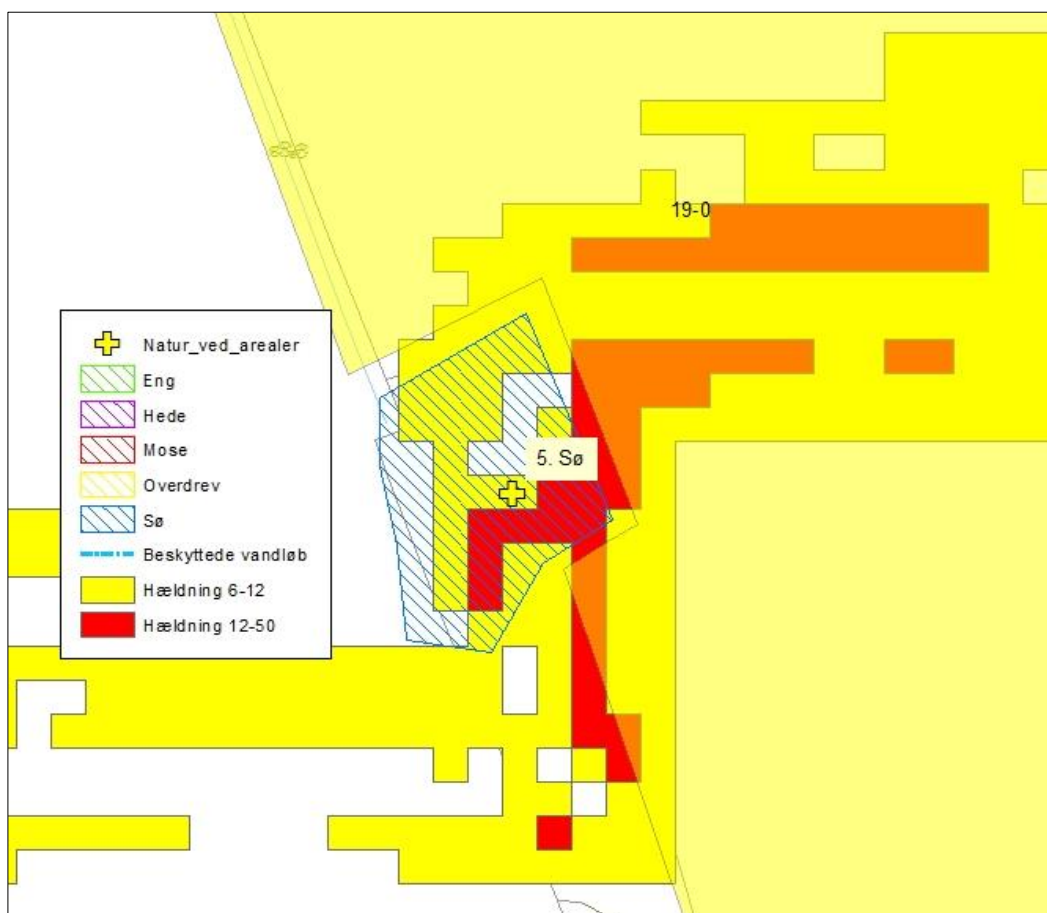 19-0
Natur_ved_arealer
Eng
Hede
Mose
Overdrev
5. Sø
Sø
Beskyttede vandløb
Hældning 6-12
Hældning 12-50